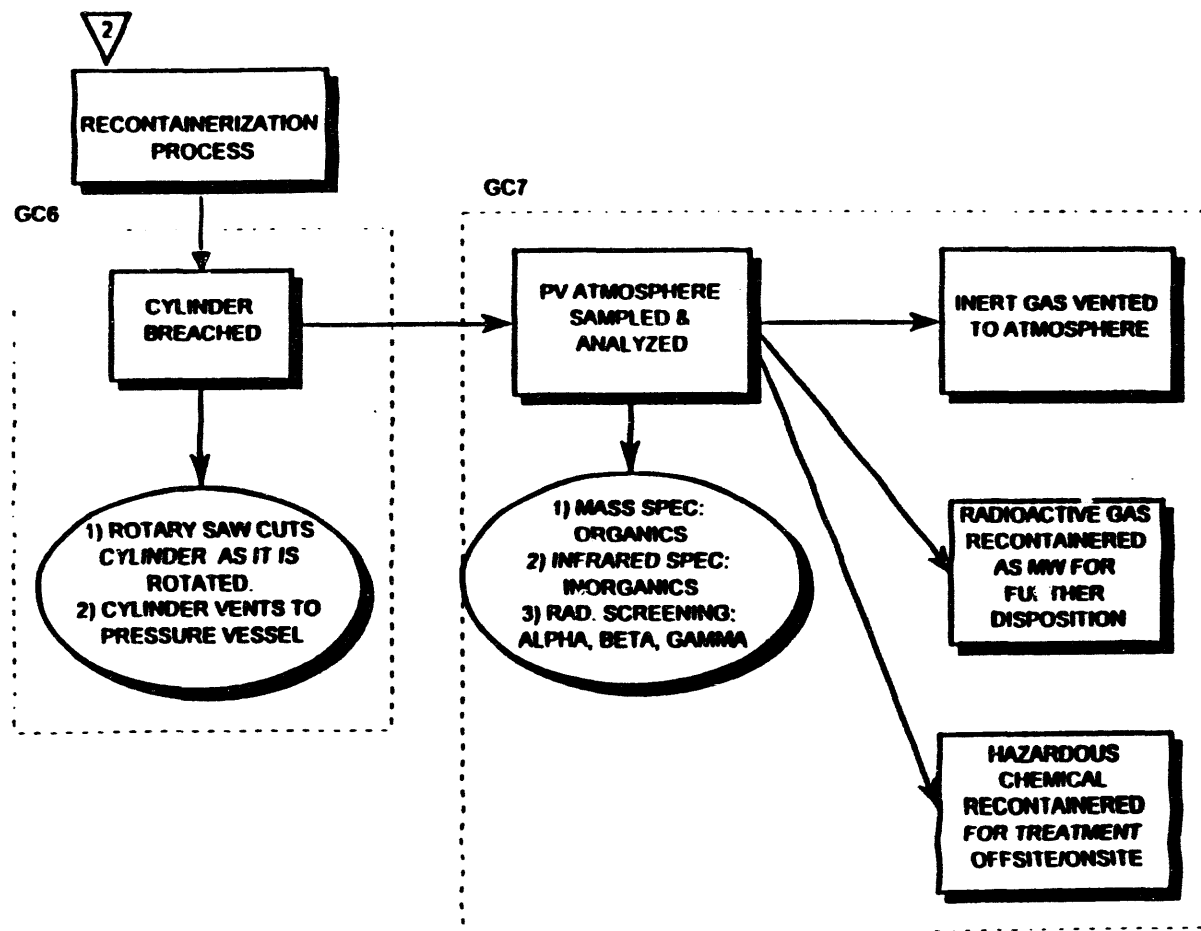 2
RECONTAINERIZATION
PROCESS
GC6
CYLINDER
BREACHED
1) ROTARY SAW CUTS
CYLINDER AS IT IS
ROTATED.
2) CYLINDER VENTS TO
PRESSURE VESSEL
GC7
PV ATMOSPHERE
SAMPLED &
ANALYZED
1) MASS SPEC:
ORGANICS
2) INFRARED SPEC:
INORGANICS
3) RAD. SCREENING:
ALPHA, BETA, GAMMA
INERT GAS VENTED
TO ATMOSPHERE
RADIOACTIVE GAS
RECONTAINERED
AS MW FOR
FU THER
DISPOSITION
HAZARDOUS
CHEMICAL
RECONTAINERED
FOR TREATMENT
OFFSITE/ONSITE